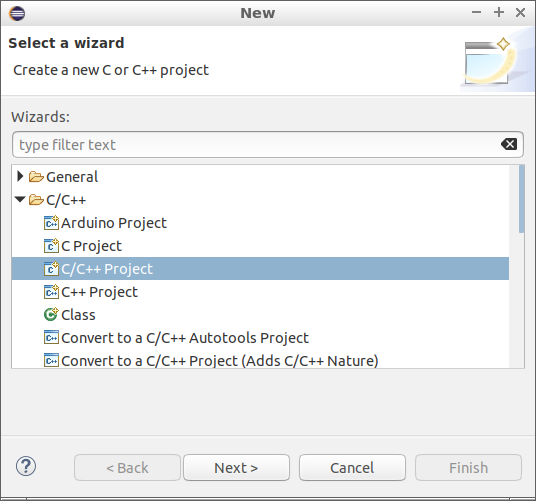 New
Select a wizard
Create a new C or C++ project
Wizards:
type filter text
General
C/C++
Arduino Project
C Project
C/C++ Project
C++ Project
Class
Convert to a C/C++ Autotools Project
Convert to a C/C++ Project (Adds C/C++ Nature)
? < Back Next > Cancel Finish